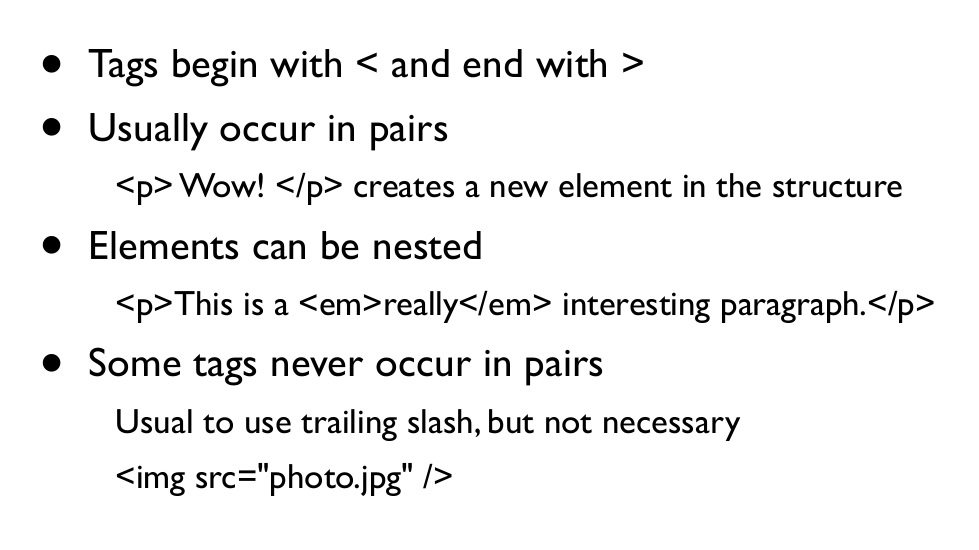 • Tags begin with < and end with >
• Usually occur in pairs
<p> Wow! </p> creates a new element in the structure
• Elements can be nested
<p>This is a <em>really</em> interesting paragraph.</p>
• Some tags never occur in pairs
Usual to use trailing slash, but not necessary
<img src="photo.jpg" />